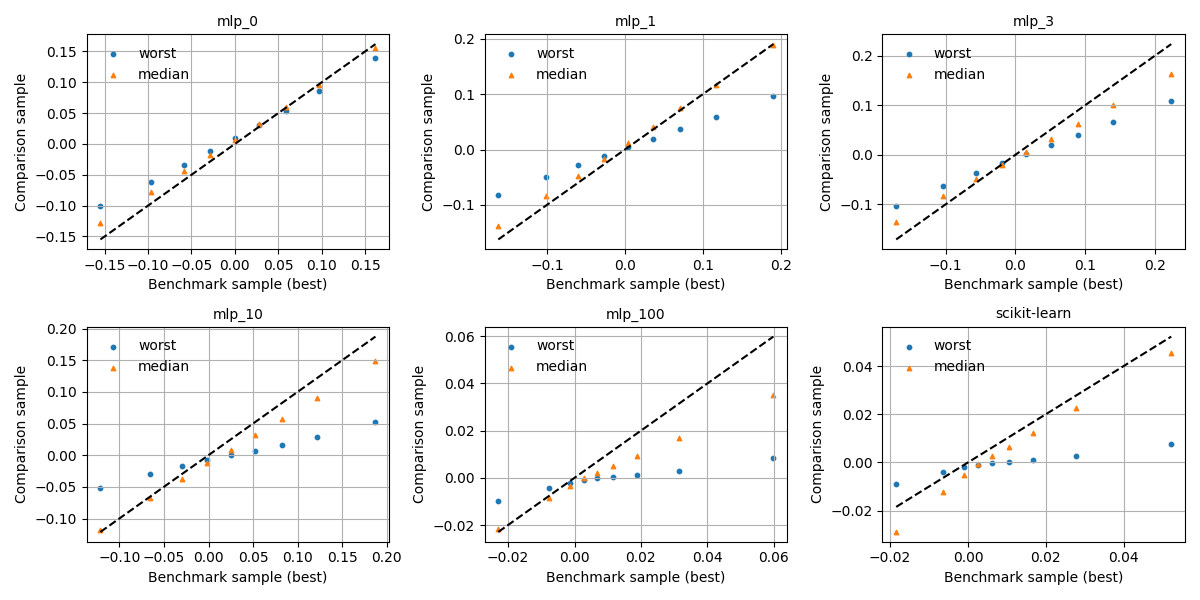 mlp_0
Comparison sample
0.15
0.10
0.05
0.00
−0.05
−0.10
−0.15
worst
median
−0.15 −0.10 −0.05 0.00 0.05 0.10 0.15
Benchmark sample (best)
mlp_1
Comparison sample
0.2
0.1
0.0
−0.1
worst
median
−0.1 0.0 0.1 0.2
Benchmark sample (best)
mlp_3
Comparison sample
0.2
0.1
0.0
−0.1
worst
median
−0.1 0.0 0.1 0.2
Benchmark sample (best)
mlp_10
Comparison sample
0.20
0.15
0.10
0.05
0.00
−0.05
−0.10
worst
median
−0.10 −0.05 0.00 0.05 0.10 0.15 0.20
Benchmark sample (best)
mlp_100
Comparison sample
0.06
0.04
0.02
0.00
−0.02
worst
median
−0.02 0.00 0.02 0.04 0.06
Benchmark sample (best)
scikit-learn
Comparison sample
0.04
0.02
0.00
−0.02
worst
median
−0.02 0.00 0.02 0.04
Benchmark sample (best)